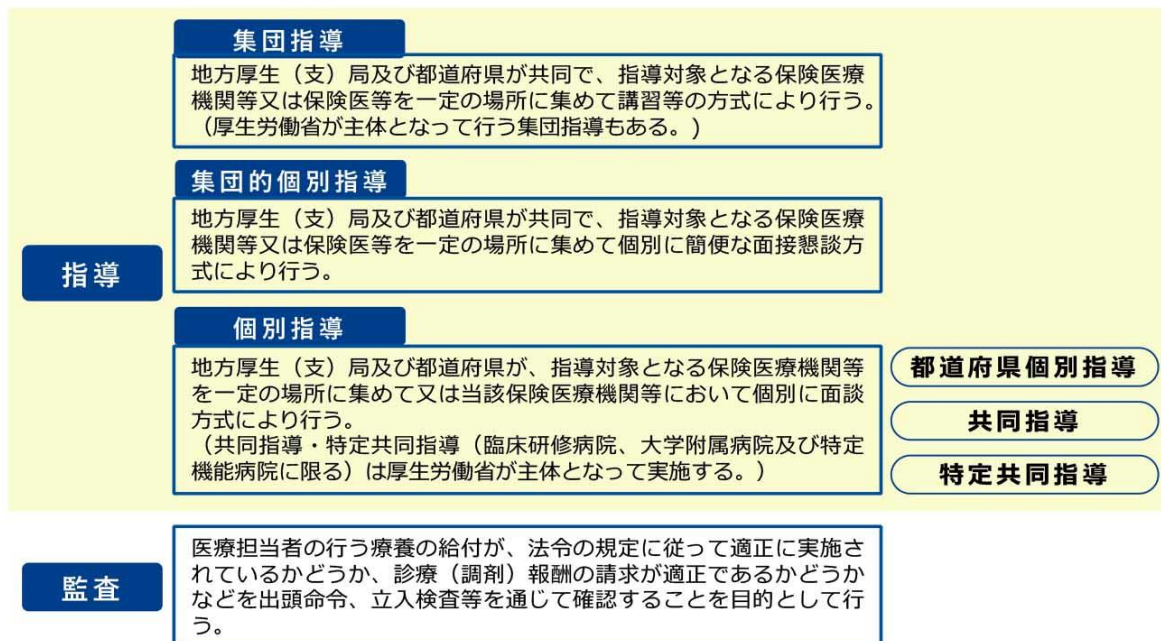 集団指導
地方厚生（支）局及び都道府県が共同で、指導対象となる保険医療
機関等又は保険医等を一定の場所に集めて講習等の方式により行う。
（厚生労働省が主体となって行う集団指導もある。)
集団的個別指導
地方厚生（支）局及び都道府県が共同で、指導対象となる保険医療
機関等又は保険医等を一定の場所に集めて個別に簡便な面接懇談方
式により行う。
指導
個別指導
地方厚生（支）局及び都道府県が、指導対象となる保険医療機関等
を一定の場所に集めて又は当該保険医療機関等において個別に面談
方式により行う。
（共同指導・特定共同指導（臨床研修病院、大学附属病院及び特定
機能病院に限る）は厚生労働省が主体となって実施する。）
都道府県個別指導
共同指導
特定共同指導
監査
医療担当者の行う療養の給付が、法令の規定に従って適正に実施さ
れているかどうか、診療（調剤）報酬の請求が適正であるかどうか
などを出頭命令、立入検査等を通じて確認することを目的として行
う。